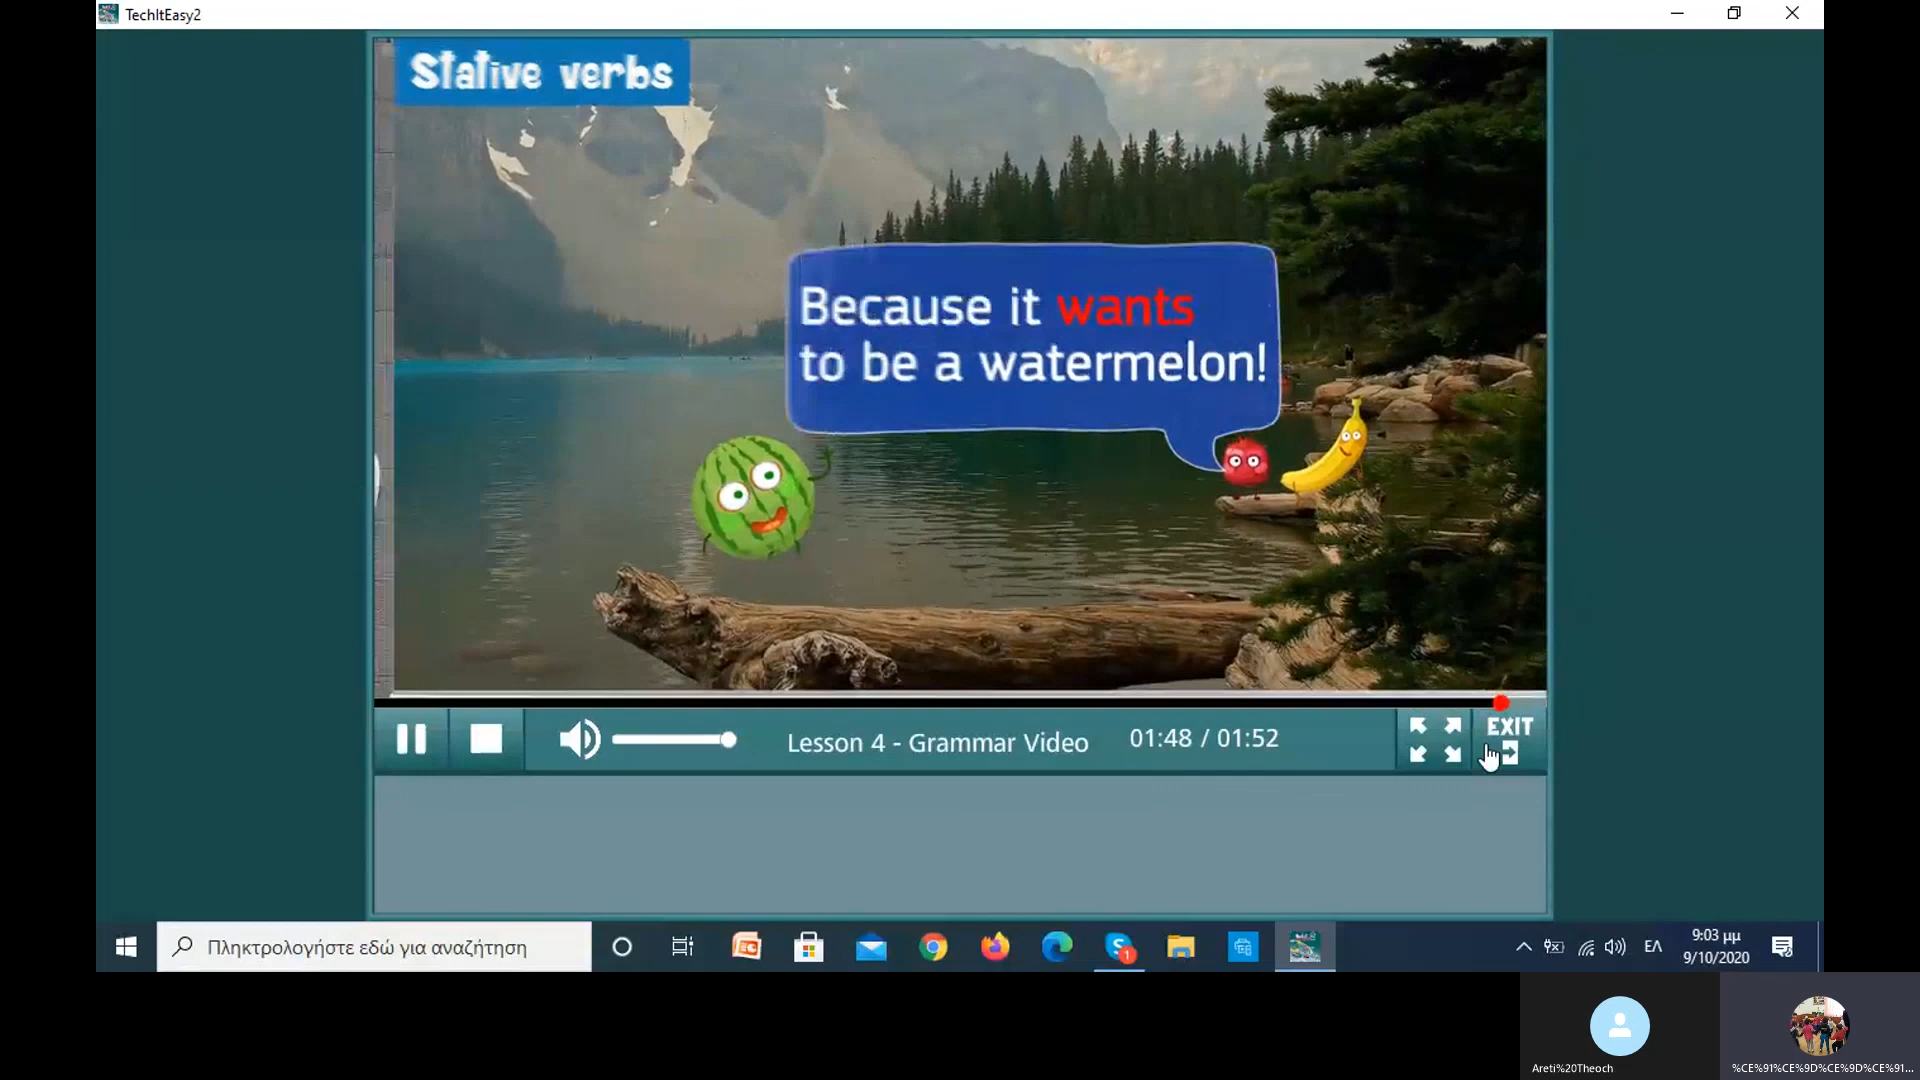 TechItEasy2
Stative verbs
Because it wants
to be a watermelon!
Lesson 4 - Grammar Video
01:48 / 01:52
EXIT
Πληκτρολογήστε εδώ για αναζήτηση
1
ΕΛ
9:03 μμ
9/10/2020
Areti%20Theoch
%CE%91%CE%9D%CE%9D%CE%91...